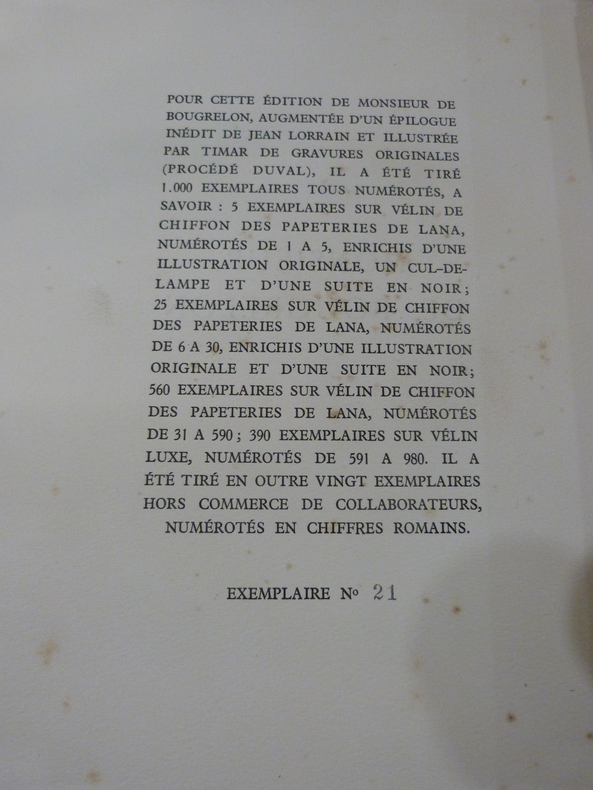 POUR CETTE ÉDITION DE MONSIEUR DE
BOUGRELON, AUGMENTÉE D'UN ÉPILOGUE
INÉDIT DE JEAN LORRAIN ET ILLUSTRÉE
PAR TIMAR DE GRAVURES ORIGINALES
(PROCÉDÉ DUVAL), IL A ÉTÉ TIRÉ
1.000 EXEMPLAIRES TOUS NUMÉROTÉS, A
SAVOIR : 5 EXEMPLAIRES SUR VÉLIN DE
CHIFFON DES PAPETERIES DE LANA,
NUMÉROTÉS DE 1 A 5, ENRICHIS D'UNE
ILLUSTRATION ORIGINALE, UN CUL-DE-
LAMPE ET D'UNE SUITE EN NOIR;
25 EXEMPLAIRES SUR VÉLIN DE CHIFFON
DES PAPETERIES DE LANA, NUMÉROTÉS
DE 6 A 30, ENRICHIS D'UNE ILLUSTRATION
ORIGINALE ET D'UNE SUITE EN NOIR;
560 EXEMPLAIRES SUR VÉLIN DE CHIFFON
DES PAPETERIES DE LANA, NUMÉROTÉS
DE 31 A 590; 390 EXEMPLAIRES SUR VÉLIN
LUXE, NUMÉROTÉS DE 591 A 980. IL A
ÉTÉ TIRÉ EN OUTRE VINGT EXEMPLAIRES
HORS COMMERCE DE COLLABORATEURS,
NUMÉROTÉS EN CHIFFRES ROMAINS.
EXEMPLAIRE Nº 21